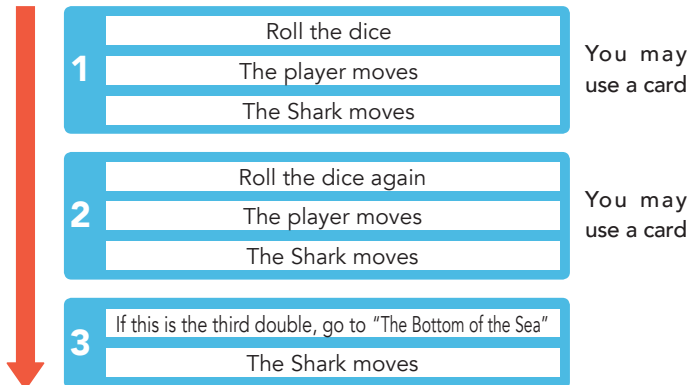 1
Roll the dice
The player moves
The Shark moves
You may
use a card
2
Roll the dice again
The player moves
The Shark moves
You may
use a card
3
If this is the third double, go to “The Bottom of the Sea”
The Shark moves